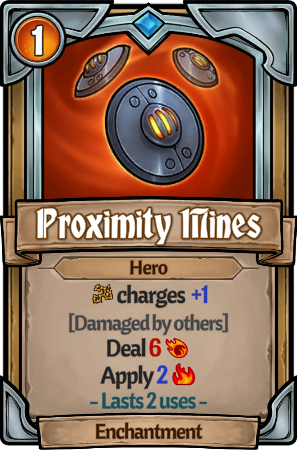 1
Proximity Mines
Hero
charges +1
[Damaged by others]
Deal 6
Apply 2
- Lasts 2 uses -
Enchantment